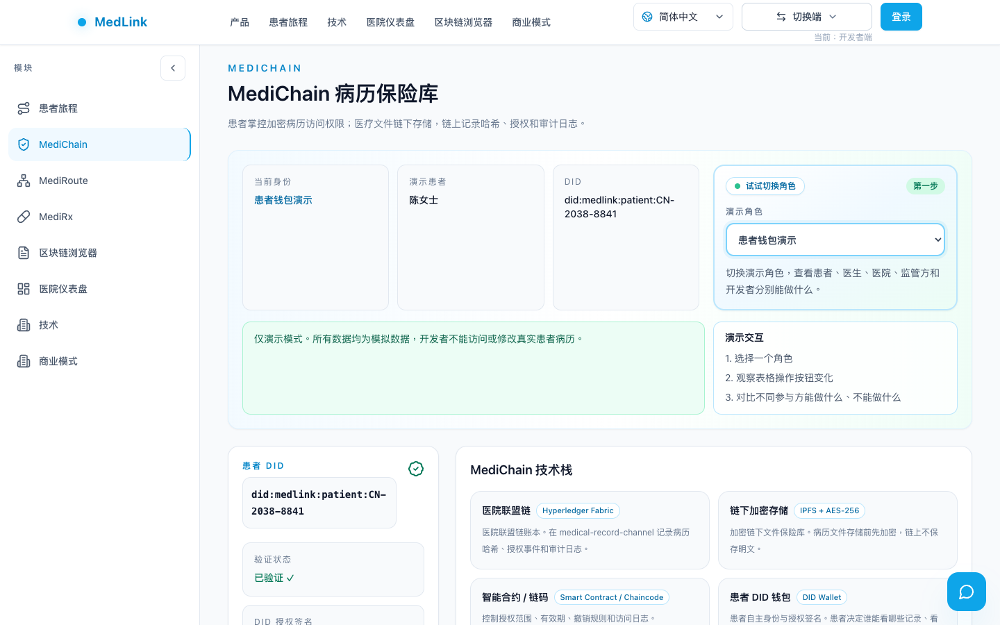 MedLink
产品
患者旅程
技术
医院仪表盘
区块链浏览器
商业模式
简体中文
切换端
登录
当前：开发者端
模块
患者旅程
MediChain
MediRoute
MediRx
区块链浏览器
医院仪表盘
技术
商业模式
MEDICHAIN
MediChain 病历保险库
患者掌控加密病历访问权限；医疗文件链下存储，链上记录哈希、授权和审计日志。
当前身份
患者钱包演示
演示患者
陈女士
DID
did:medlink:patient:CN-
2038-8841
试试切换角色
第一步
演示角色
患者钱包演示
切换演示角色，查看患者、医生、医院、监管方和
开发者分别能做什么。
仅演示模式。所有数据均为模拟数据，开发者不能访问或修改真实患者病历。
演示交互
1. 选择一个角色
2. 观察表格操作按钮变化
3. 对比不同参与方能做什么、不能做什么
患者 DID
did:medlink:patient:CN-
2038-8841
验证状态
已验证 ✓
DID 授权签名
MediChain 技术栈
医院联盟链
Hyperledger Fabric
医院联盟链账本。在 medical-record-channel 记录病历
哈希、授权事件和审计日志。
链下加密存储
IPFS + AES-256
加密链下文件保险库。病历文件存储前先加密，链上不保
存明文。
智能合约 / 链码
Smart Contract / Chaincode
控制授权范围、有效期、撤销规则和访问日志。
患者 DID 钱包
DID Wallet
患者自主身份与授权签名。患者决定谁能看哪些记录、看